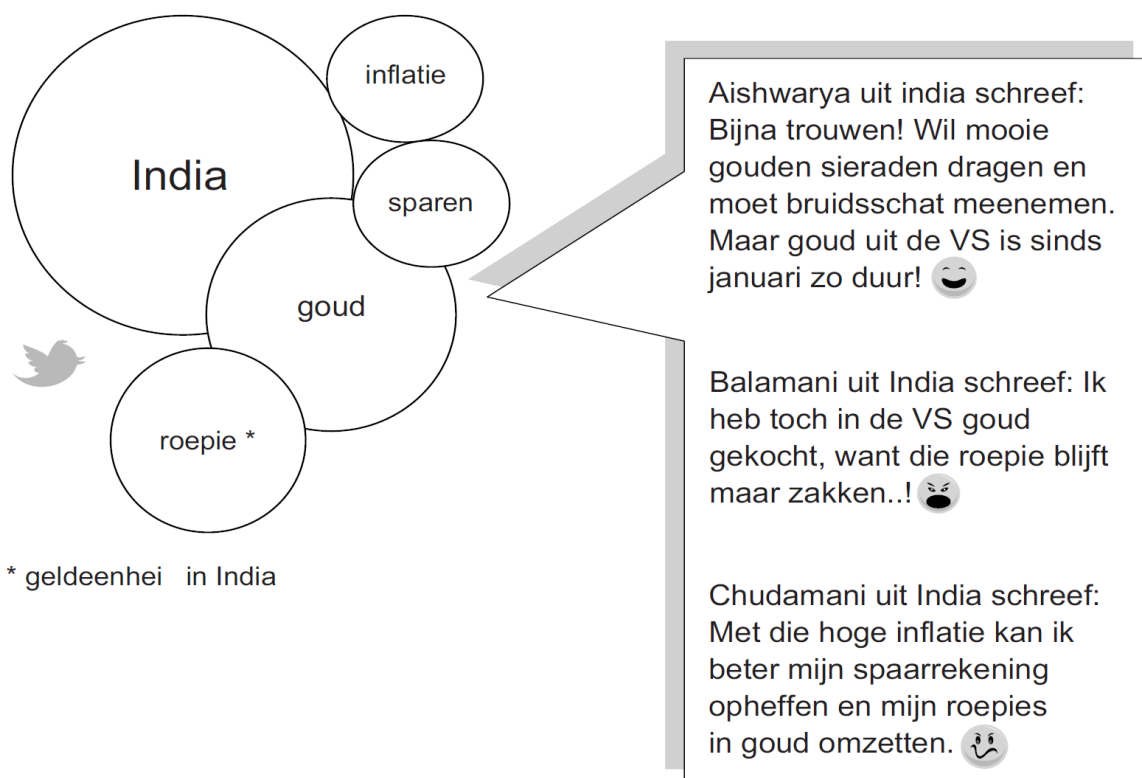 inflatie
India
sparen
goud
roepie *
* geldeenhei in India
Aishwarya uit india schreef:
Bijna trouwen! Wil mooie
gouden sieraden dragen en
moet bruidsschat meenemen.
Maar goud uit de VS is sinds
januari zo duur!
Balamani uit India schreef: Ik
heb toch in de VS goud
gekocht, want die roepie blijft
maar zakken..!
Chudamani uit India schreef:
Met die hoge inflatie kan ik
beter mijn spaarrekening
opheffen en mijn roepies
in goud omzetten.